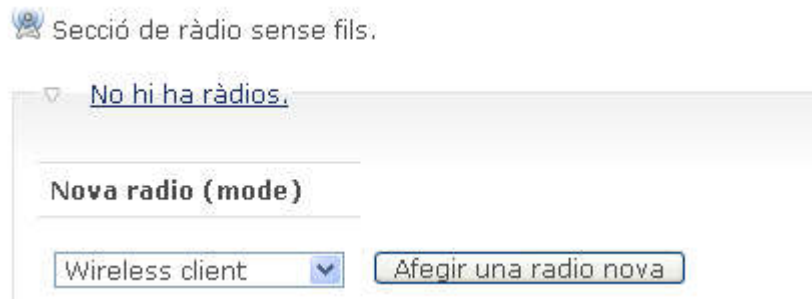 Secció de ràdio sense fils.
No hi ha ràdios.
Nova radio (mode)
Wireless client
Afegir una radio nova